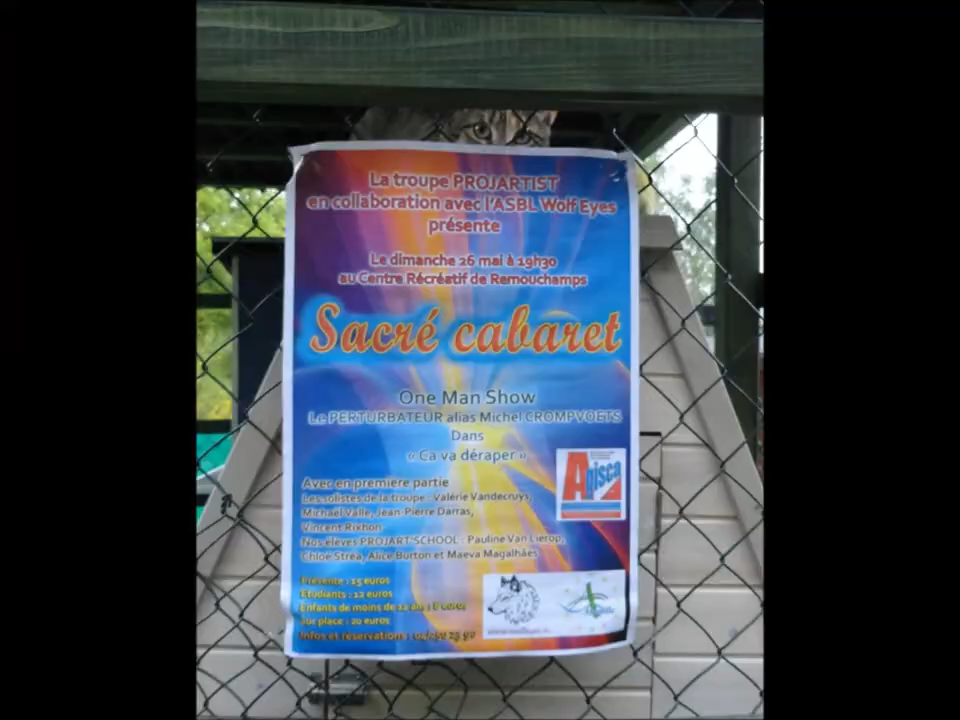 La troupe PROJARTIST
en collaboration avec l'ASBL Wolf Eyes
présente
Le dimanche 26 mai à 19h30
au Centre Récréatif de Remouchamps
Sacré cabaret
One Man Show
Le PERTURBATEUR alias Michel CROMPVOETS
Dans
« Ca va déraper »
Apisca
Avec en première partie
Les solistes de la troupe : Valérie Vandecruys,
Michaël Valle, Jean-Pierre Darras,
Vincent Rixhon
Nos élèves PROJART'SCHOOL : Pauline Van Lierop,
Chloé Stréa, Alice Burton et Maeva Magalhães
Prévente : 15 euros
Etudiants : 12 euros
Enfants de moins de 12 ans : 8 euros
Sur place : 20 euros
Infos et réservations :